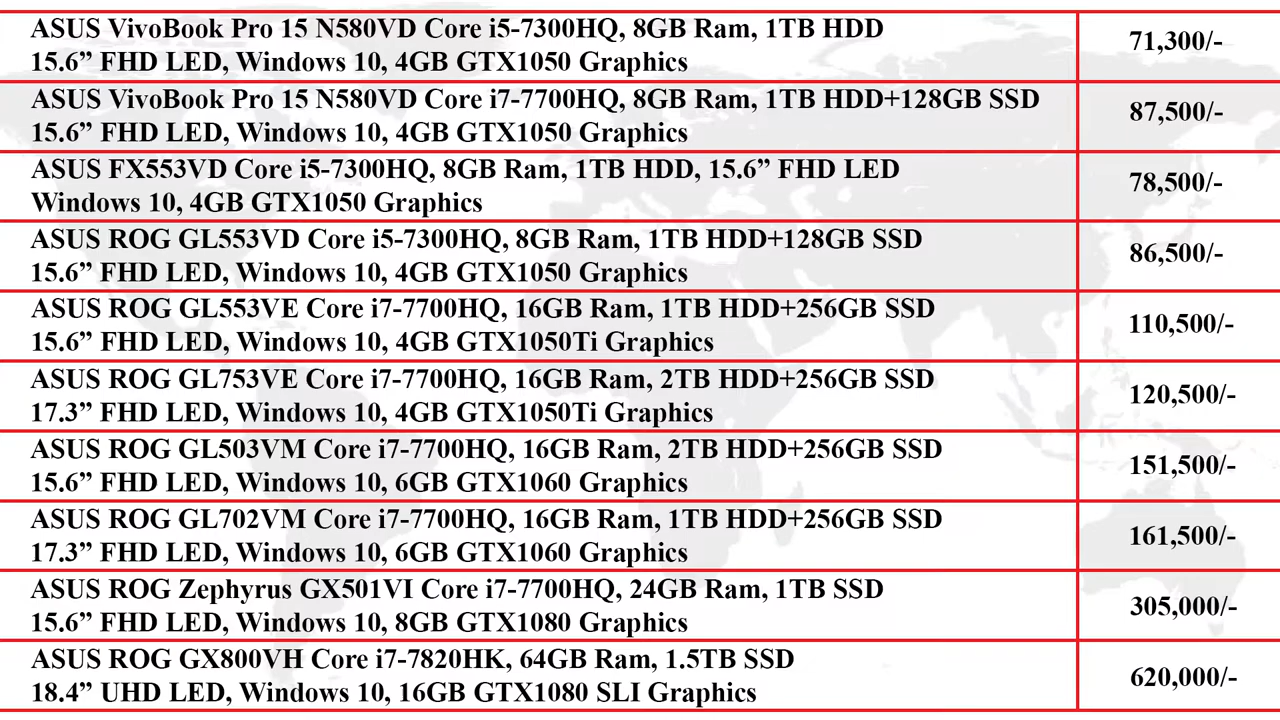 ASUS VivoBook Pro 15 N580VD Core i5-7300HQ, 8GB Ram, 1TB HDD
15.6” FHD LED, Windows 10, 4GB GTX1050 Graphics
71,300/-
ASUS VivoBook Pro 15 N580VD Core i7-7700HQ, 8GB Ram, 1TB HDD+128GB SSD
15.6” FHD LED, Windows 10, 4GB GTX1050 Graphics
87,500/-
ASUS FX553VD Core i5-7300HQ, 8GB Ram, 1TB HDD, 15.6” FHD LED
Windows 10, 4GB GTX1050 Graphics
78,500/-
ASUS ROG GL553VD Core i5-7300HQ, 8GB Ram, 1TB HDD+128GB SSD
15.6” FHD LED, Windows 10, 4GB GTX1050 Graphics
86,500/-
ASUS ROG GL553VE Core i7-7700HQ, 16GB Ram, 1TB HDD+256GB SSD
15.6” FHD LED, Windows 10, 4GB GTX1050Ti Graphics
110,500/-
ASUS ROG GL753VE Core i7-7700HQ, 16GB Ram, 2TB HDD+256GB SSD
17.3” FHD LED, Windows 10, 4GB GTX1050Ti Graphics
120,500/-
ASUS ROG GL503VM Core i7-7700HQ, 16GB Ram, 2TB HDD+256GB SSD
15.6” FHD LED, Windows 10, 6GB GTX1060 Graphics
151,500/-
ASUS ROG GL702VM Core i7-7700HQ, 16GB Ram, 1TB HDD+256GB SSD
17.3” FHD LED, Windows 10, 6GB GTX1060 Graphics
161,500/-
ASUS ROG Zephyrus GX501VI Core i7-7700HQ, 24GB Ram, 1TB SSD
15.6” FHD LED, Windows 10, 8GB GTX1080 Graphics
305,000/-
ASUS ROG GX800VH Core i7-7820HK, 64GB Ram, 1.5TB SSD
18.4” UHD LED, Windows 10, 16GB GTX1080 SLI Graphics
620,000/-